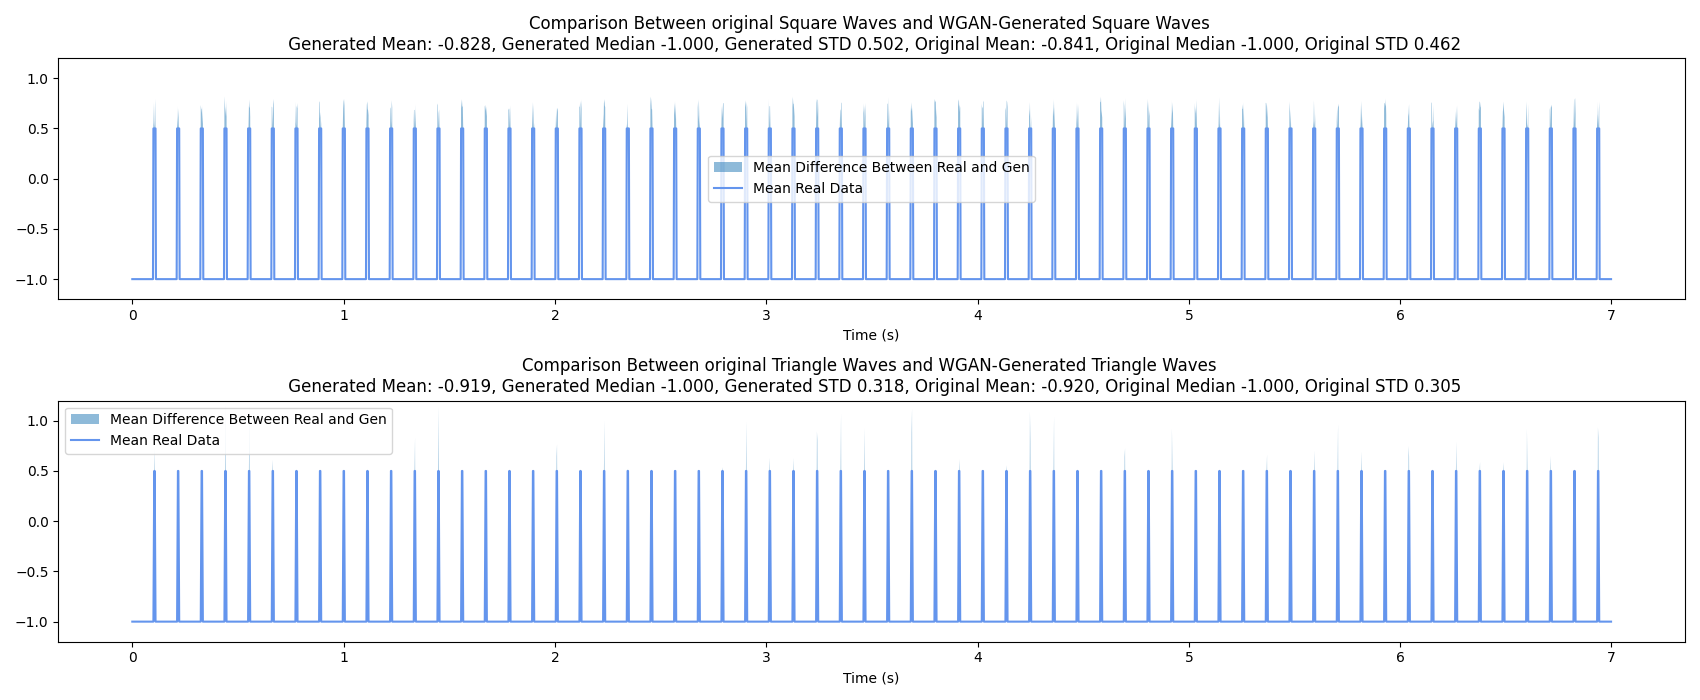 Comparison Between original Square Waves and WGAN-Generated Square Waves
Generated Mean: -0.828, Generated Median -1.000, Generated STD 0.502, Original Mean: -0.841, Original Median -1.000, Original STD 0.462
1.0
0.5
0.0
−0.5
−1.0
Mean Difference Between Real and Gen
Mean Real Data
0 1 2 3 4 5 6 7
Time (s)
Comparison Between original Triangle Waves and WGAN-Generated Triangle Waves
Generated Mean: -0.919, Generated Median -1.000, Generated STD 0.318, Original Mean: -0.920, Original Median -1.000, Original STD 0.305
1.0
0.5
0.0
−0.5
−1.0
Mean Difference Between Real and Gen
Mean Real Data
0 1 2 3 4 5 6 7
Time (s)